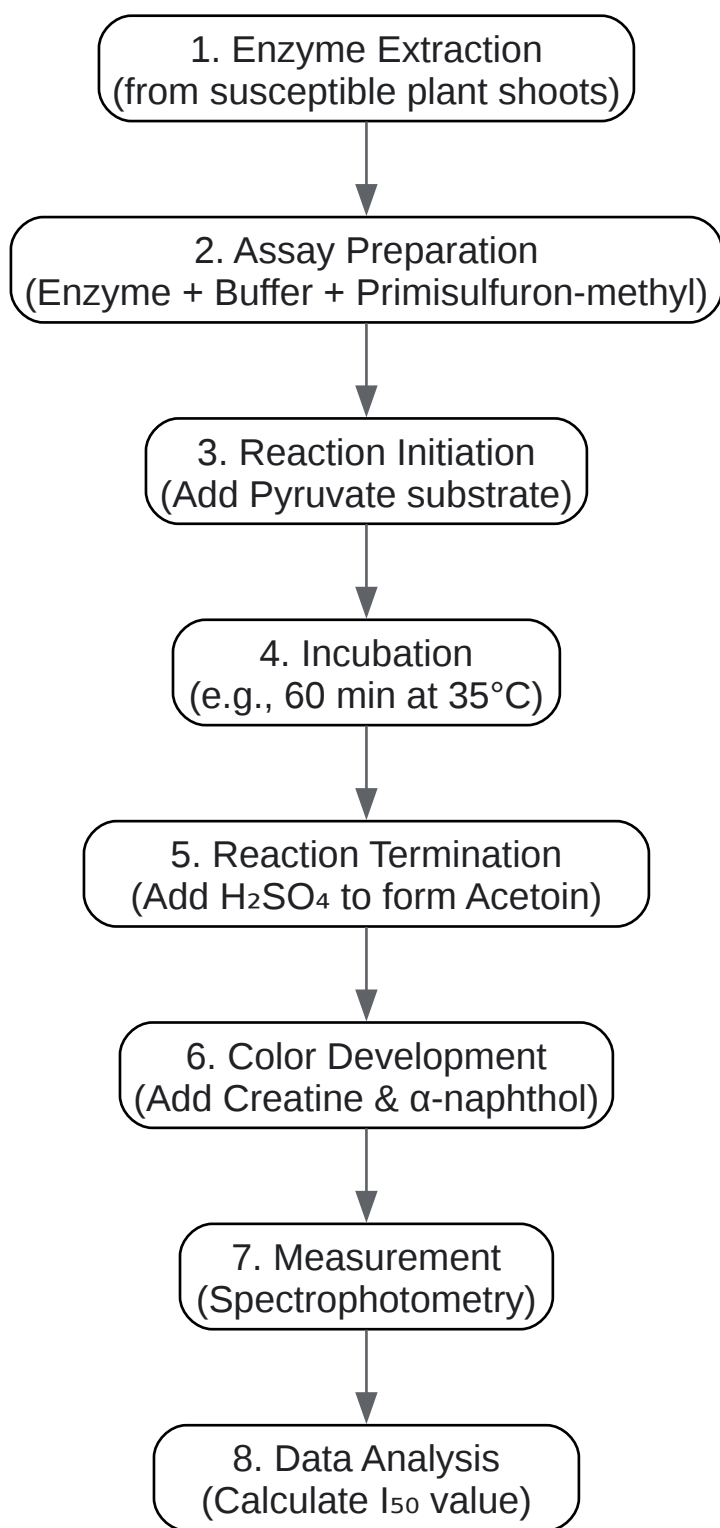 1. Enzyme Extraction
(from susceptible plant shoots)
2. Assay Preparation
(Enzyme + Buffer + Primisulfuron-methyl)
3. Reaction Initiation
(Add Pyruvate substrate)
4. Incubation
(e.g., 60 min at 35°C)
5. Reaction Termination
(Add H₂SO₄ to form Acetoin)
6. Color Development
(Add Creatine & α-naphthol)
7. Measurement
(Spectrophotometry)
8. Data Analysis
(Calculate I₅₀ value)